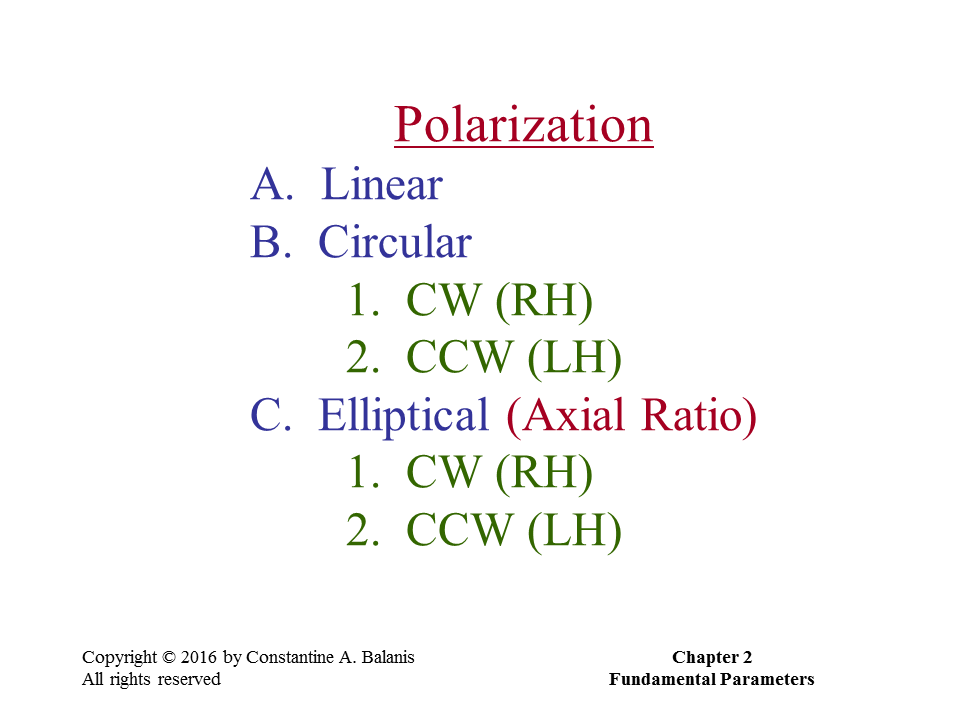 Polarization
A. Linear
B. Circular
1. CW (RH)
2. CCW (LH)
C. Elliptical (Axial Ratio)
1. CW (RH)
2. CCW (LH)
Copyright © 2016 by Constantine A. Balanis
All rights reserved
Chapter 2
Fundamental Parameters